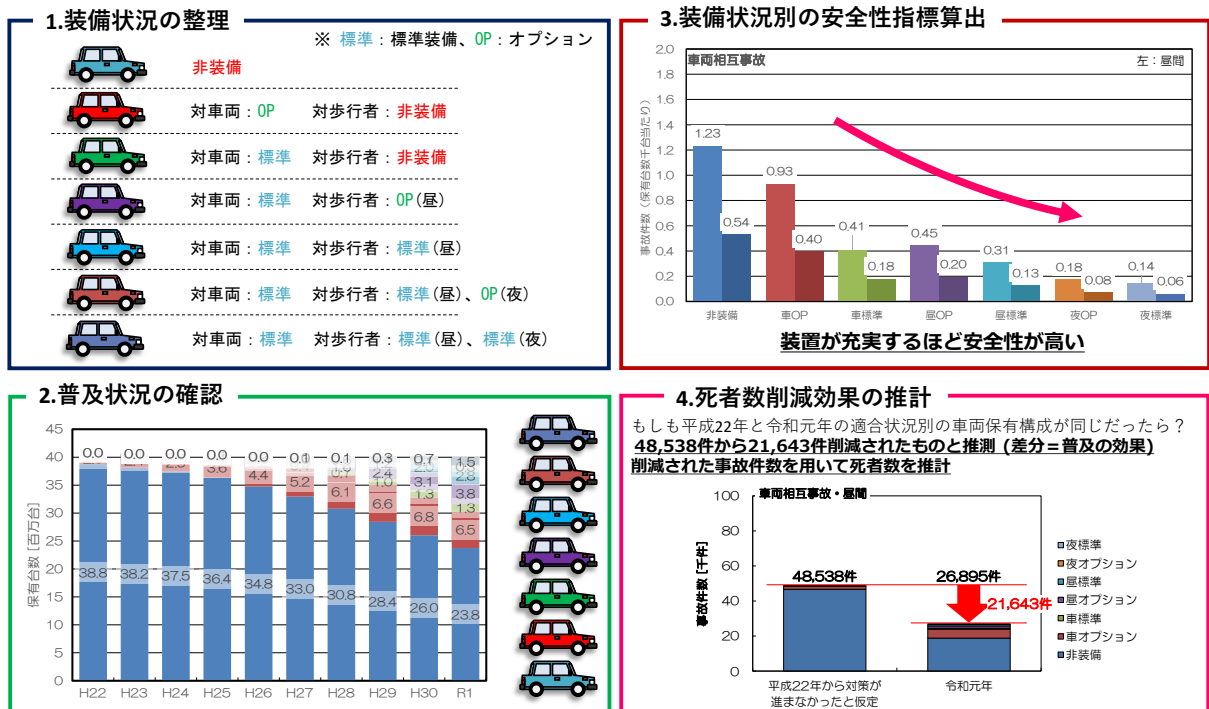 1.装備状況の整理
※ 標準：標準装備、OP：オプション
非装備
対車両：OP 対歩行者：非装備
対車両：標準 対歩行者：非装備
対車両：標準 対歩行者：OP(昼)
対車両：標準 対歩行者：標準(昼)
対車両：標準 対歩行者：標準(昼)、OP(夜)
対車両：標準 対歩行者：標準(昼)、標準(夜)
2.普及状況の確認
保有台数 [百万台]
45
40
35
30
25
20
15
10
5
0
0.0 0.0 0.0 0.0 0.0 0.1 0.1 0.3 0.7 1.5
3.6 4.4 5.2 6.1 6.6 6.8 6.5
2.4 3.1 3.8
1.0 1.3 1.3
2.8
38.8 38.2 37.5 36.4 34.8 33.0 30.8 28.4 26.0 23.8
H22 H23 H24 H25 H26 H27 H28 H29 H30 R1
3.装備状況別の安全性指標算出
車両相互事故
左：昼間
事故件数（保有台数千台当たり）
2.0
1.8
1.6
1.4
1.2
1.0
0.8
0.6
0.4
0.2
0.0
1.23 0.54 0.93 0.40 0.41 0.18 0.45 0.20 0.31 0.13 0.18 0.08 0.14 0.06
非装備 車OP 車標準 昼OP 昼標準 夜OP 夜標準
装置が充実するほど安全性が高い
4.死者数削減効果の推計
もしも平成22年と令和元年の適合状況別の車両保有構成が同じだったら？
48,538件から21,643件削減されたものと推測 (差分＝普及の効果)
削減された事故件数を用いて死者数を推計
車両相互事故・昼間
事故件数 [千件]
100
80
60
40
20
0
48,538件
26,895件
21,643件
平成22年から対策が
進まなかったと仮定
令和元年
夜標準
夜オプション
昼標準
昼オプション
車標準
車オプション
非装備